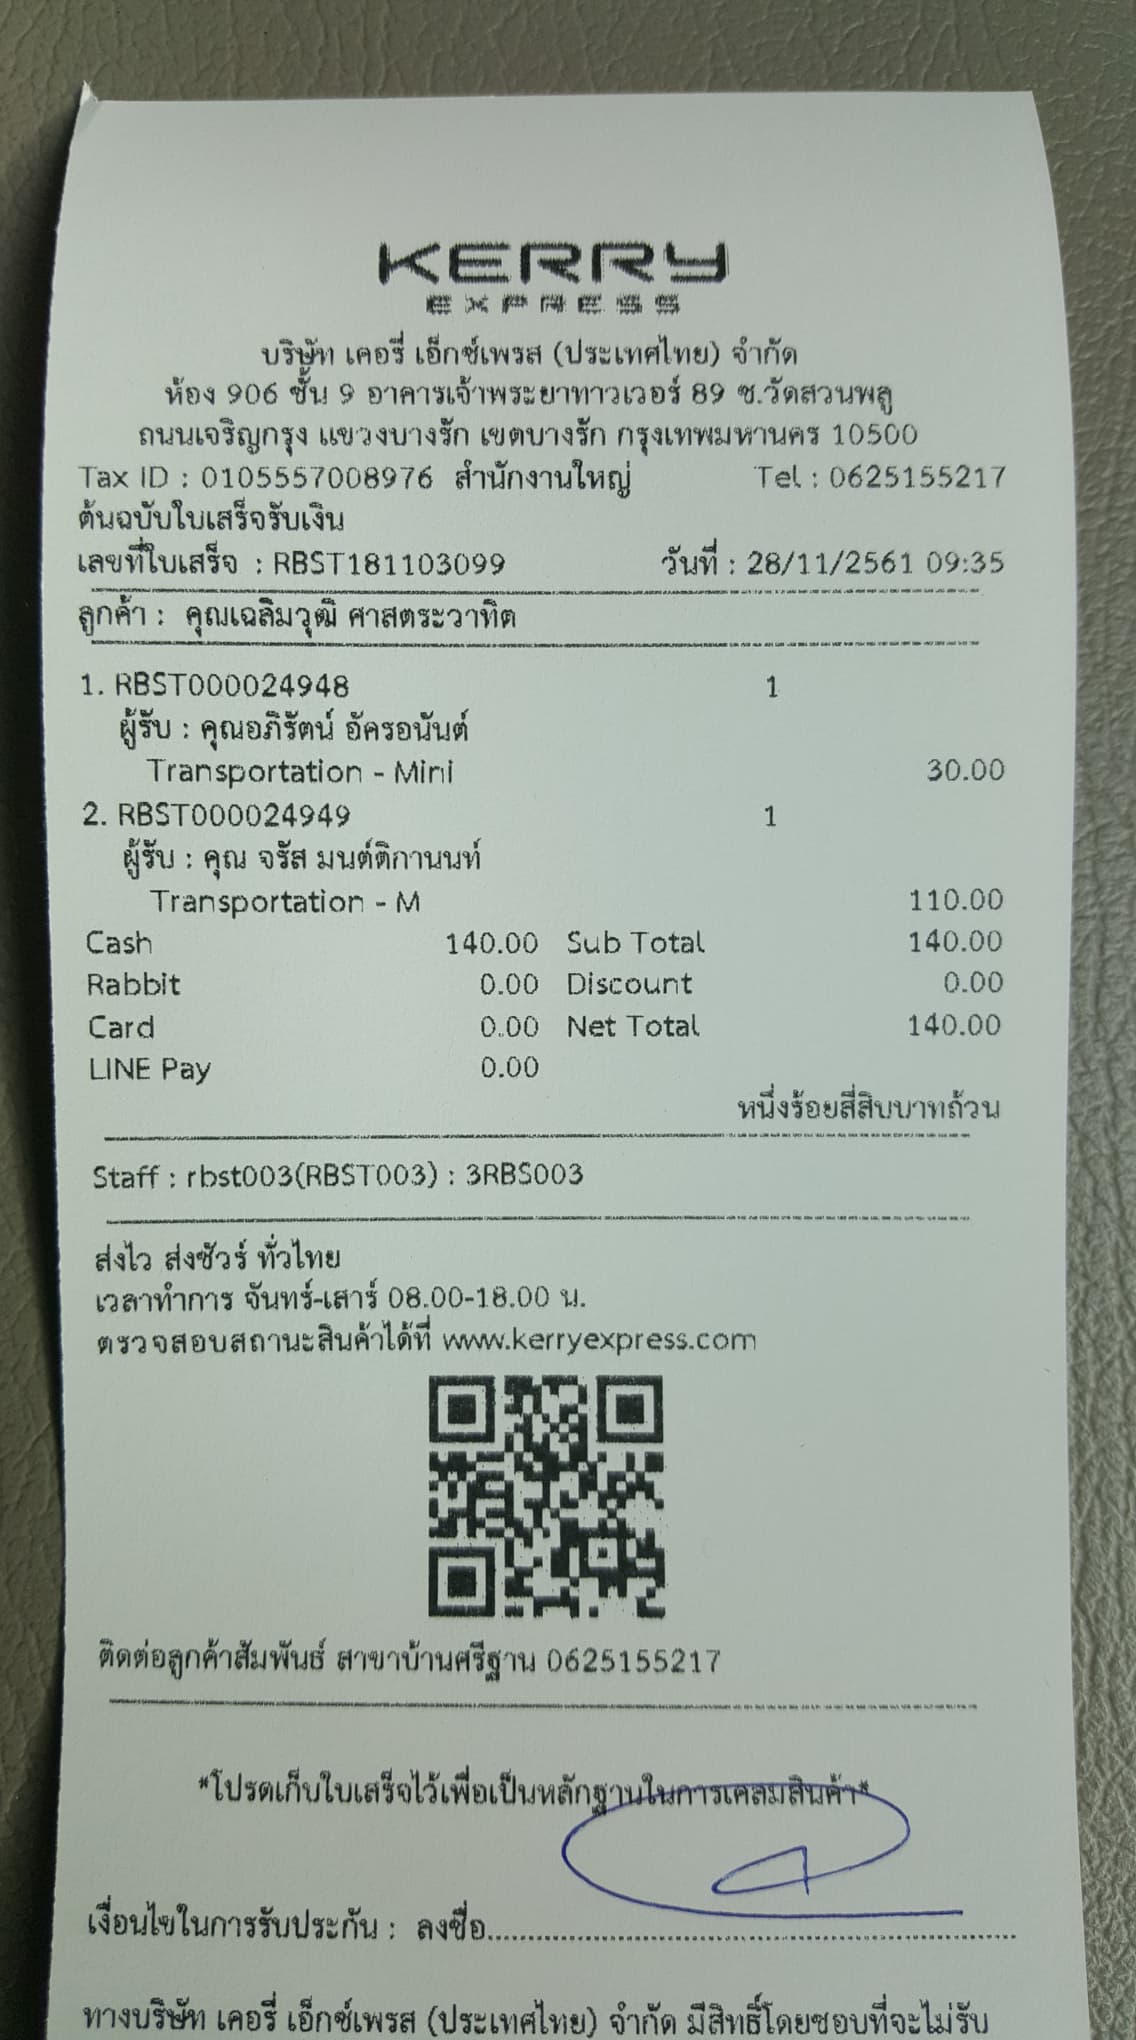 KERRY
EXPRESS
บริษัท เคอรี่ เอ็กซ์เพรส (ประเทศไทย) จำกัด
ห้อง 906 ชั้น 9 อาคารเจ้าพระยาทาวเวอร์ 89 ซ.วัดสวนพลู
ถนนเจริญกรุง แขวงบางรัก เขตบางรัก กรุงเทพมหานคร 10500
Tax ID : 0105557008976 สำนักงานใหญ่ Tel : 0625155217
ต้นฉบับใบเสร็จรับเงิน
เลขที่ใบเสร็จ : RBST181103099 วันที่ : 28/11/2561 09:35
ลูกค้า : คุณเฉลิมวุฒิ ศาสตระวาทิต
1. RBST000024948 1
ผู้รับ : คุณอภิรัตน์ อัครอนันต์
Transportation - Mini 30.00
2. RBST000024949 1
ผู้รับ : คุณ จรัส มนต์ติกานนท์
Transportation - M 110.00
Cash 140.00 Sub Total 140.00
Rabbit 0.00 Discount 0.00
Card 0.00 Net Total 140.00
LINE Pay 0.00
หนึ่งร้อยสี่สิบบาทถ้วน
Staff : rbst003(RBST003) : 3RBS003
ส่งไว ส่งชัวร์ ทั่วไทย
เวลาทำการ จันทร์-เสาร์ 08.00-18.00 น.
ตรวจสอบสถานะสินค้าได้ที่ www.kerryexpress.com
ติดต่อลูกค้าสัมพันธ์ สาขาบ้านศรีฐาน 0625155217
*โปรดเก็บใบเสร็จไว้เพื่อเป็นหลักฐานในการเคลมสินค้า*
เงื่อนไขในการรับประกัน : ลงชื่อ........................................
ทางบริษัท เคอรี่ เอ็กซ์เพรส (ประเทศไทย) จำกัด มีสิทธิ์โดยชอบที่จะไม่รับ